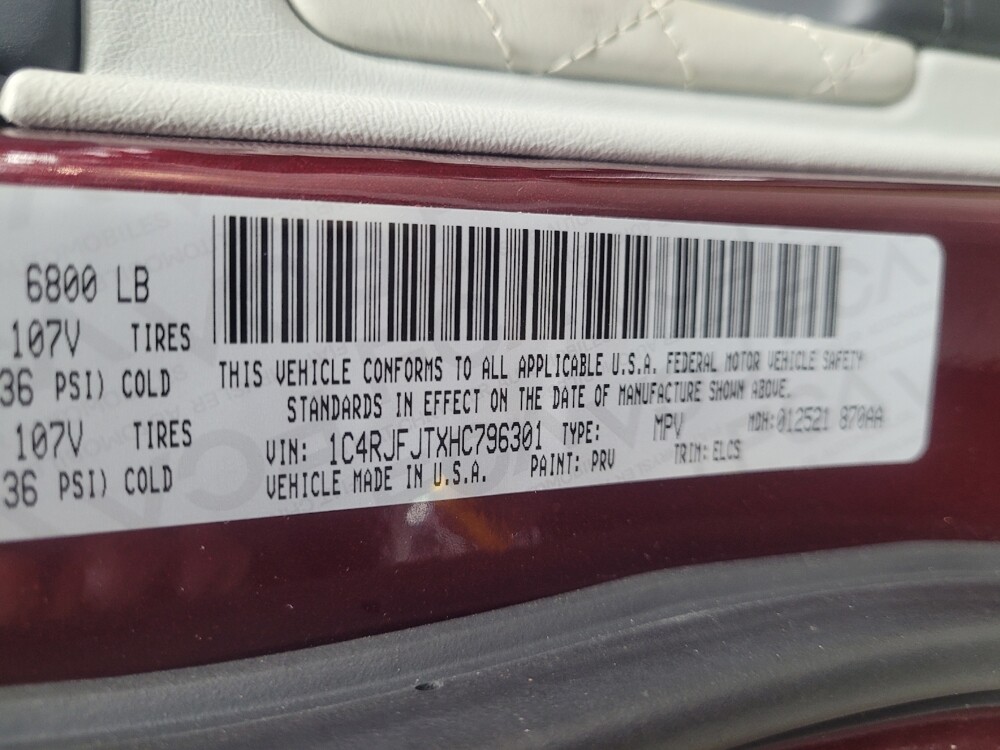 6800 LB
107V TIRES
36 PSI) COLD
107V TIRES
36 PSI) COLD
THIS VEHICLE CONFORMS TO ALL APPLICABLE U.S.A. FEDERAL MOTOR VEHICLE SAFETY
STANDARDS IN EFFECT ON THE DATE OF MANUFACTURE SHOWN ABOVE.
VIN: 1C4RJFJTXHC796301 TYPE: MPV MDH: 012521 870AA
VEHICLE MADE IN U.S.A. PAINT: PRV TRIM: ELCS